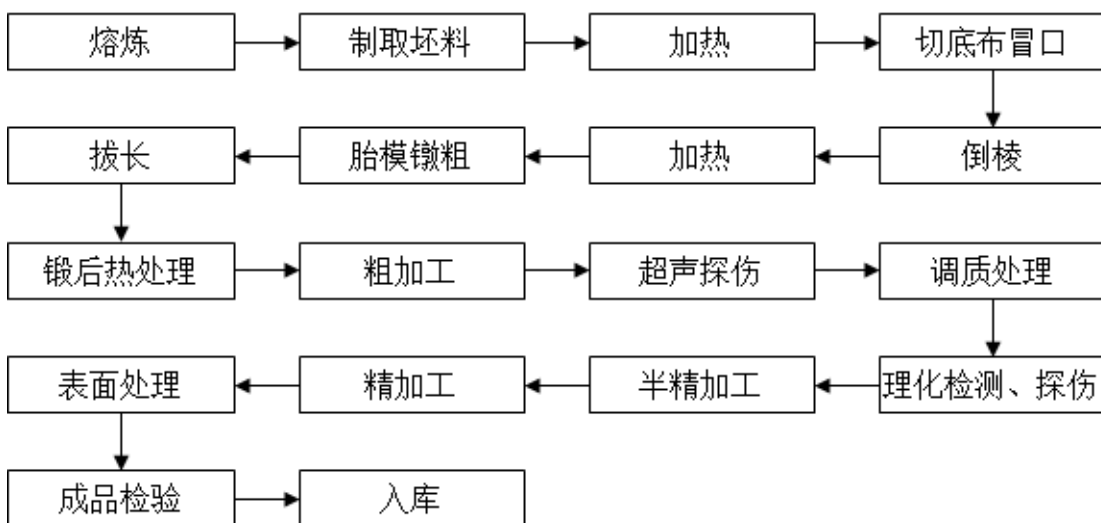 熔炼
制取坯料
加热
切底布冒口
倒棱
加热
胎模镦粗
拔长
锻后热处理
粗加工
超声探伤
调质处理
理化检测、探伤
半精加工
精加工
表面处理
成品检验
入库